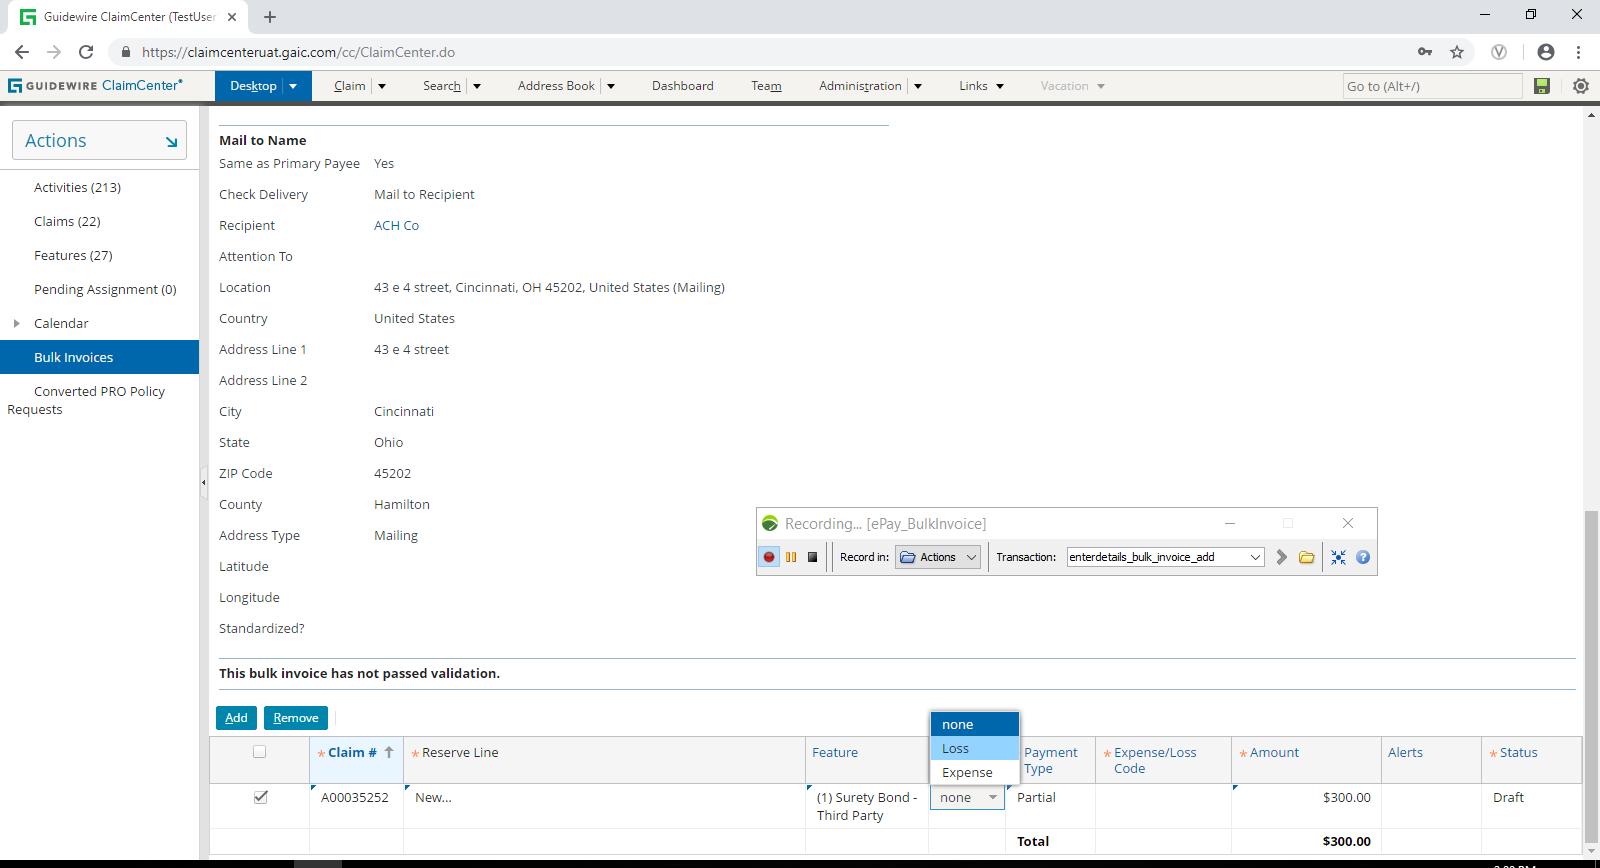 Guidewire ClaimCenter (TestUser
https://claimcenteruat.gaic.com/cc/ClaimCenter.do
GUIDEWIRE ClaimCenter®
Desktop
Claim
Search
Address Book
Dashboard
Team
Administration
Links
Vacation
Go to (Alt+/)
Actions
Activities (213)
Claims (22)
Features (27)
Pending Assignment (0)
Calendar
Bulk Invoices
Converted PRO Policy
Requests
Mail to Name
Same as Primary Payee Yes
Check Delivery Mail to Recipient
Recipient ACH Co
Attention To
Location 43 e 4 street, Cincinnati, OH 45202, United States (Mailing)
Country United States
Address Line 1 43 e 4 street
Address Line 2
City Cincinnati
State Ohio
ZIP Code 45202
County Hamilton
Address Type Mailing
Latitude
Longitude
Standardized?
Recording... [ePay_BulkInvoice]
Record in: Actions Transaction: enterdetails_bulk_invoice_add
This bulk invoice has not passed validation.
Add Remove
none
Loss
Expense
* Claim # * Reserve Line Feature Payment * Expense/Loss * Amount Alerts * Status
Type Code
A00035252 New... (1) Surety Bond - none Partial $300.00 Draft
Third Party
Total $300.00